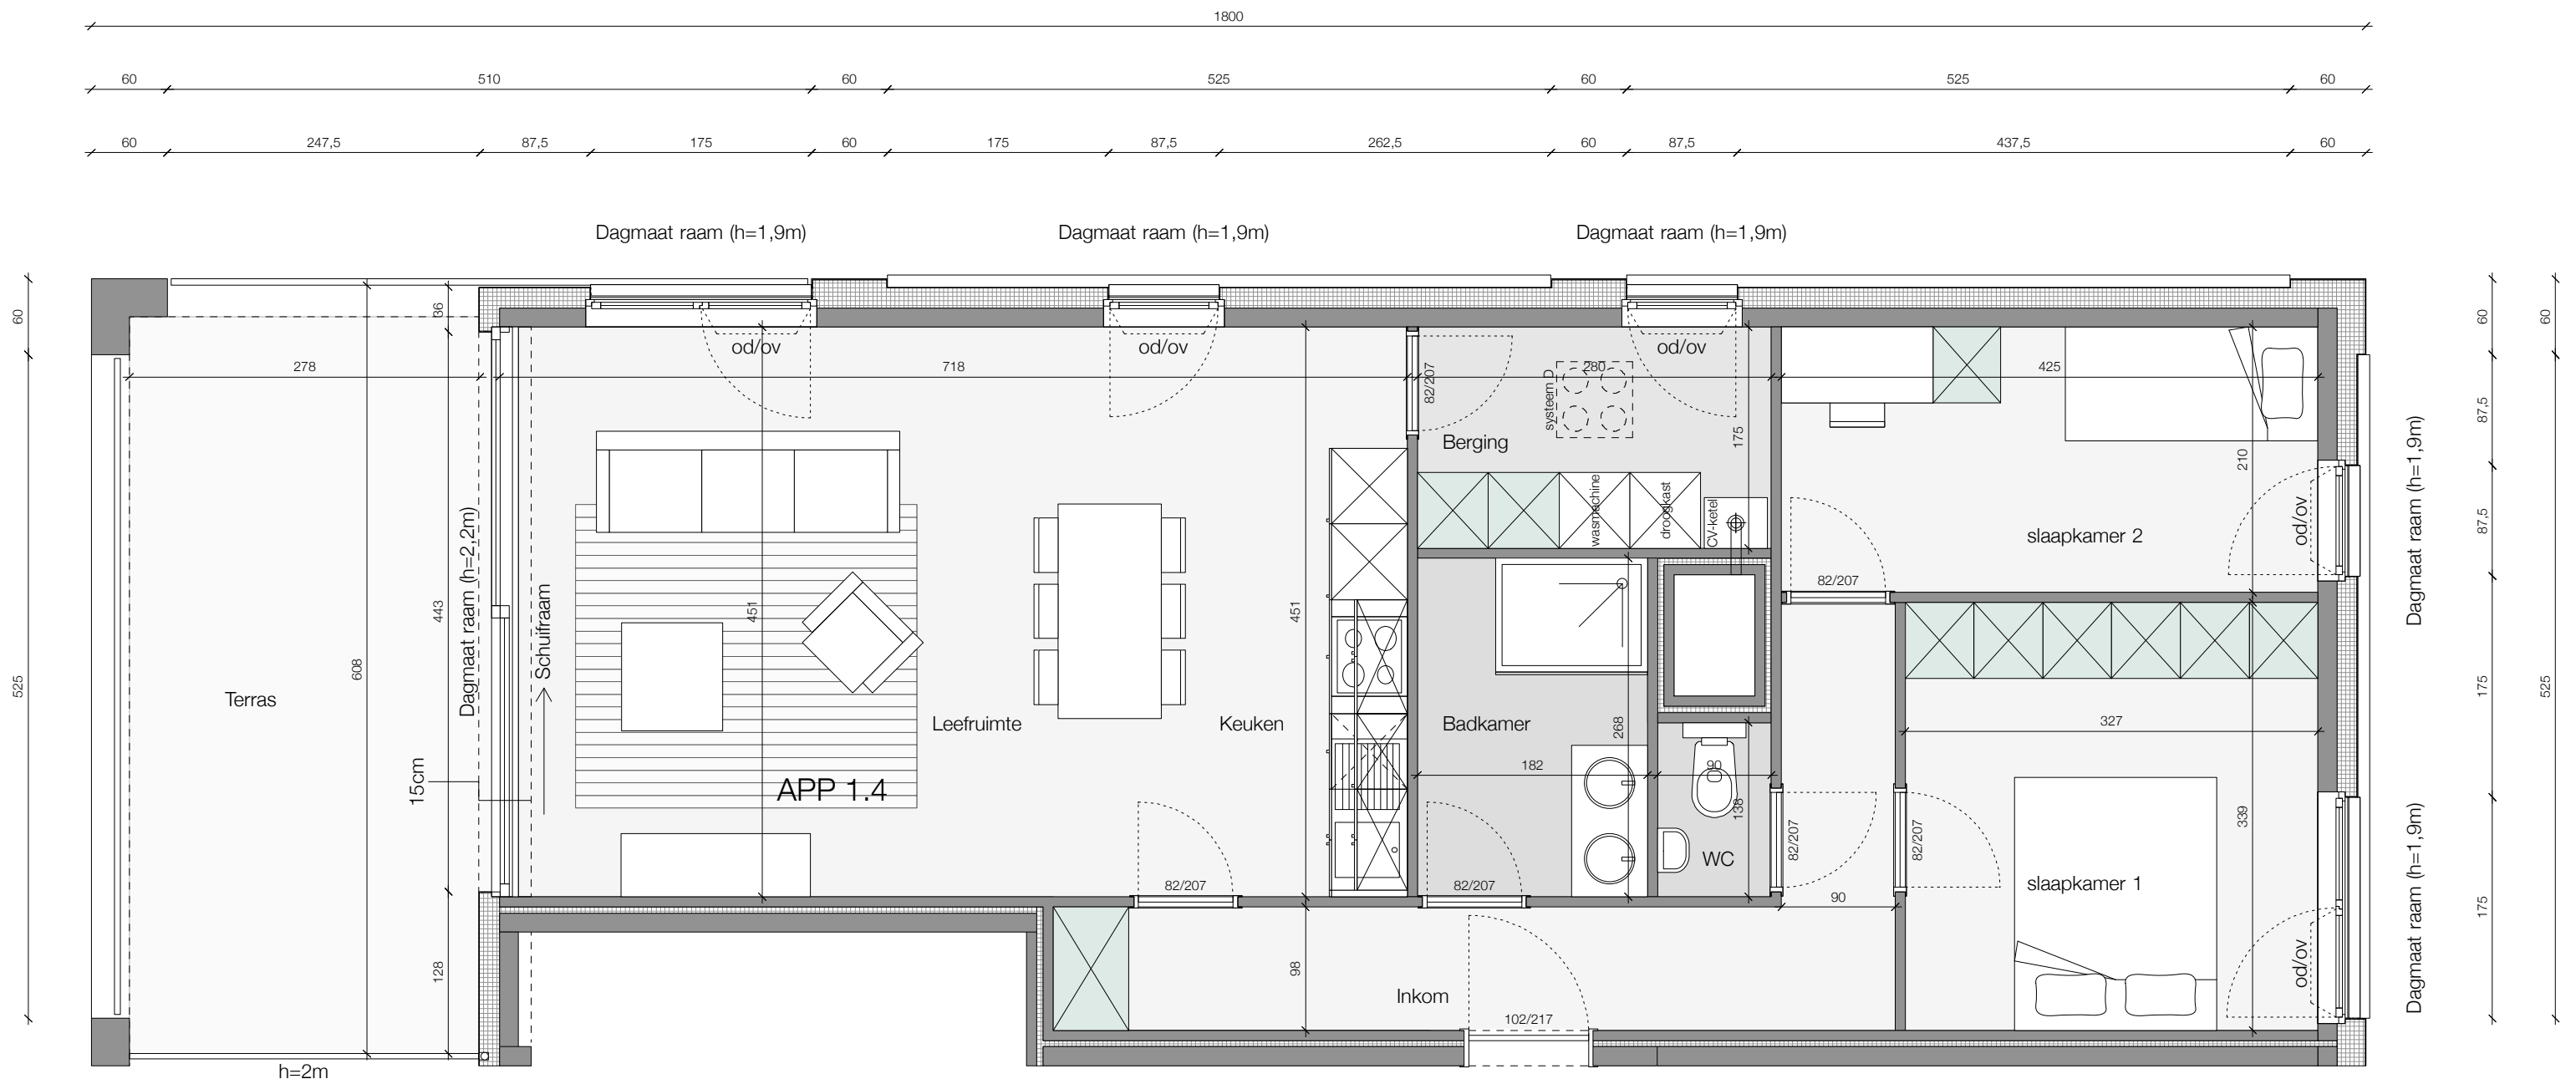 1800
60 510 60 525 60 525 60
60 247,5 87,5 175 60 175 87,5 262,5 60 87,5 437,5 60
Dagmaat raam (h=1,9m) Dagmaat raam (h=1,9m) Dagmaat raam (h=1,9m)
60
525
36
278
443
608
128
Terras
h=2m
15cm
Dagmaat raam (h=2,2m)
Schuifraam
718
od/ov
od/ov
451
451
Leefruimte
Keuken
APP 1.4
82/207
82/207
280
od/ov
systeem D
175
Berging
wasmachine
droogkast
CV-ketel
Badkamer
268
182
90
138
WC
82/207
98
Inkom
102/217
90
82/207
82/207
82/207
425
210
slaapkamer 2
od/ov
327
339
slaapkamer 1
od/ov
Dagmaat raam (h=1,9m)
Dagmaat raam (h=1,9m)
60
87,5
87,5
175
175
60
525